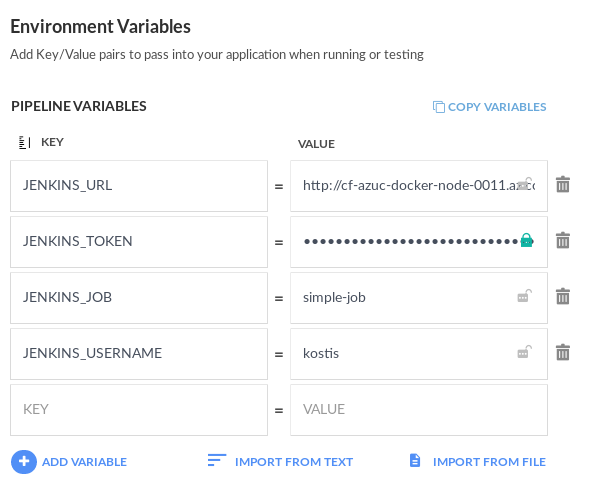 Environment Variables
Add Key/Value pairs to pass into your application when running or testing
PIPELINE VARIABLES
COPY VARIABLES
KEY
VALUE
JENKINS_URL = http://cf-azuc-docker-node-0011.az
JENKINS_TOKEN = ••••••••••••••••••••••••••••
JENKINS_JOB = simple-job
JENKINS_USERNAME = kostis
KEY = VALUE
ADD VARIABLE
IMPORT FROM TEXT
IMPORT FROM FILE